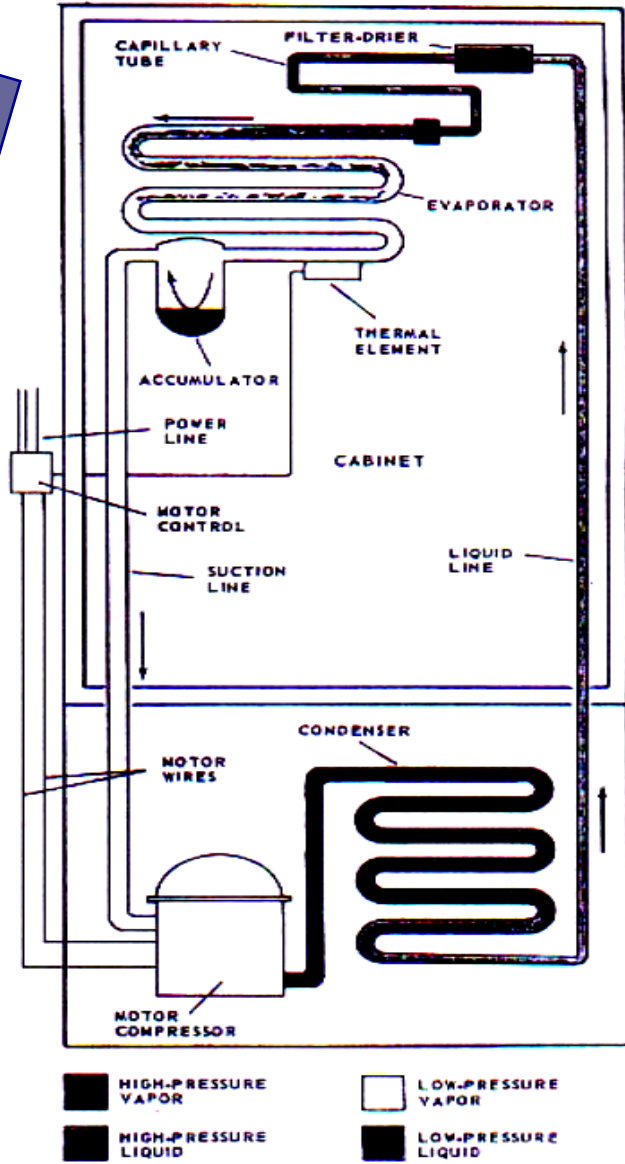 CAPILLARY
TUBE
FILTER-DRIER
EVAPORATOR
THERMAL
ELEMENT
ACCUMULATOR
POWER
LINE
CABINET
MOTOR
CONTROL
LIQUID
LINE
SUCTION
LINE
CONDENSER
MOTOR
WIRES
MOTOR
COMPRESSOR
HIGH-PRESSURE
VAPOR
LOW-PRESSURE
VAPOR
HIGH-PRESSURE
LIQUID
LOW-PRESSURE
LIQUID